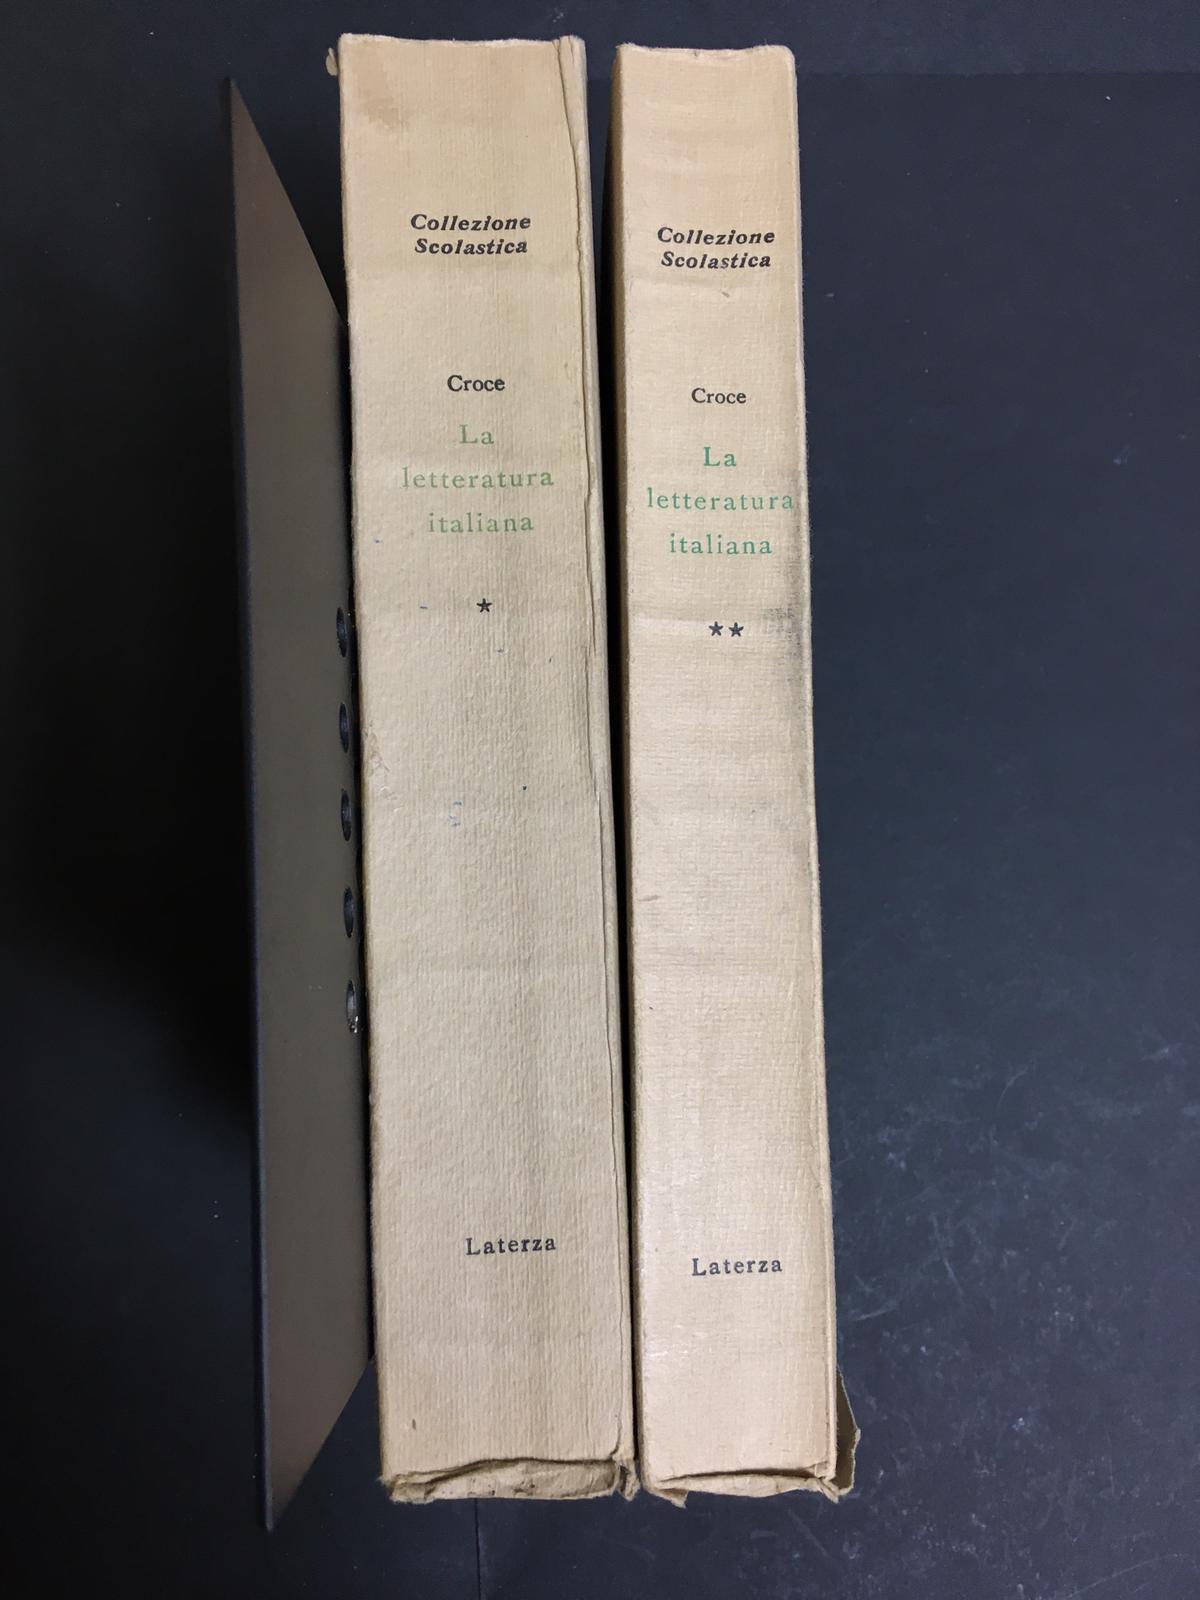 Collezione
Scolastica
Croce
La
letteratura
italiana
*
Laterza
Collezione
Scolastica
Croce
La
letteratura
italiana
**
Laterza